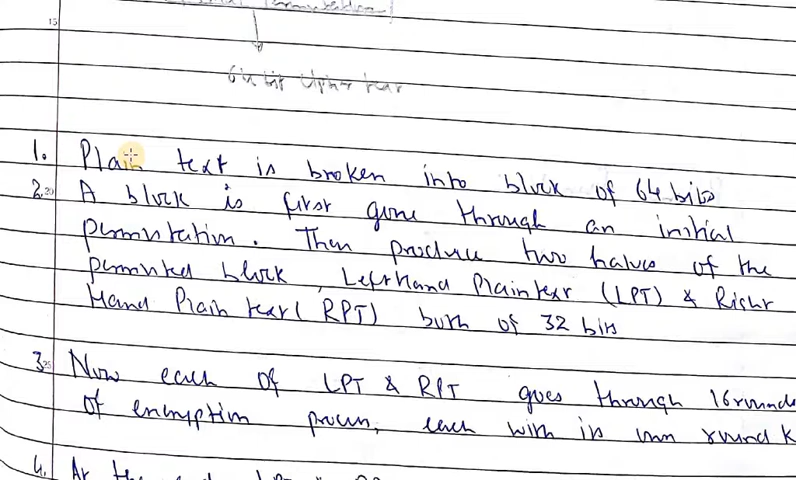 64 bit cipher text
1. Plain text is broken into block of 64 bits
2. A block is first gone through an initial
permutation. Then produce two halves of the
permuted block, Left Hand Plain text (LPT) & Right
Hand Plain text (RPT) both of 32 bits
3. Now each of LPT & RPT goes through 16 rounds
of encryption process, each with its own round K
4. At the